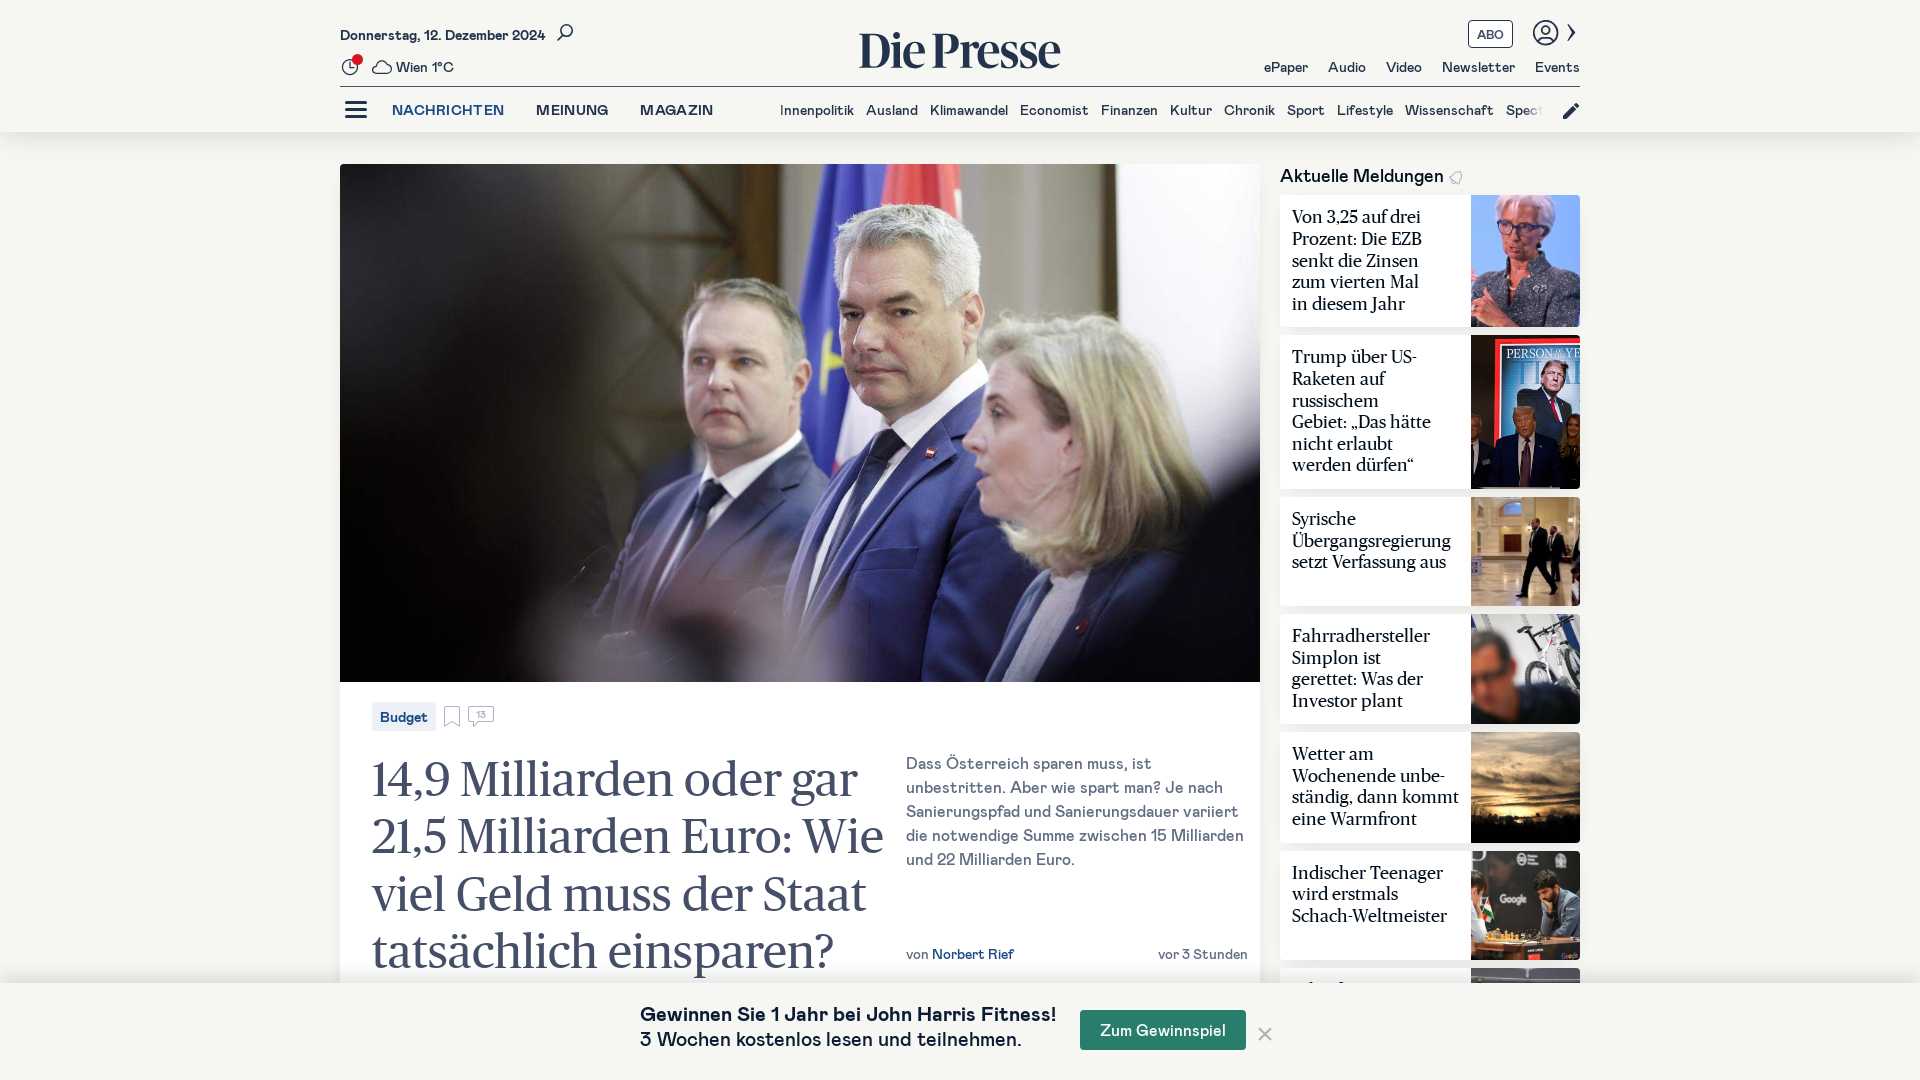 Donnerstag, 12. Dezember 2024
Die Presse
ABO
Wien 1°C
ePaper Audio Video Newsletter Events
NACHRICHTEN MEINUNG MAGAZIN
Innenpolitik Ausland Klimawandel Economist Finanzen Kultur Chronik Sport Lifestyle Wissenschaft Spect
Budget
13
14,9 Milliarden oder gar
21,5 Milliarden Euro: Wie
viel Geld muss der Staat
tatsächlich einsparen?
Dass Österreich sparen muss, ist
unbestritten. Aber wie spart man? Je nach
Sanierungspfad und Sanierungsdauer variiert
die notwendige Summe zwischen 15 Milliarden
und 22 Milliarden Euro.
von Norbert Rief
vor 3 Stunden
Aktuelle Meldungen
Von 3,25 auf drei
Prozent: Die EZB
senkt die Zinsen
zum vierten Mal
in diesem Jahr
Trump über US-
Raketen auf
russischem
Gebiet: „Das hätte
nicht erlaubt
werden dürfen“
PERSON of the YE
Syrische
Übergangsregierung
setzt Verfassung aus
Fahrradhersteller
Simplon ist
gerettet: Was der
Investor plant
Wetter am
Wochenende unbe-
ständig, dann kommt
eine Warmfront
Indischer Teenager
wird erstmals
Schach-Weltmeister
Google
Gewinnen Sie 1 Jahr bei John Harris Fitness!
3 Wochen kostenlos lesen und teilnehmen.
Zum Gewinnspiel